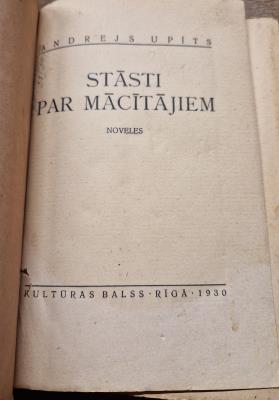 ANDREJS UPĪTS
STĀSTI
PAR MĀCĪTĀJIEM
NOVELES
KULTŪRAS BALSS · RĪGĀ · 1930